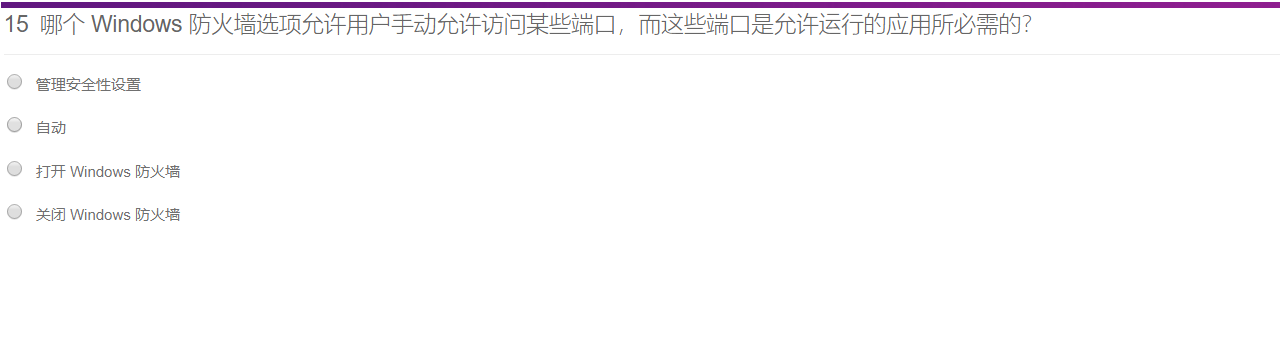 15 哪个 Windows 防火墙选项允许用户手动允许访问某些端口，而这些端口是允许运行的应用所必需的？
管理安全性设置
自动
打开 Windows 防火墙
关闭 Windows 防火墙